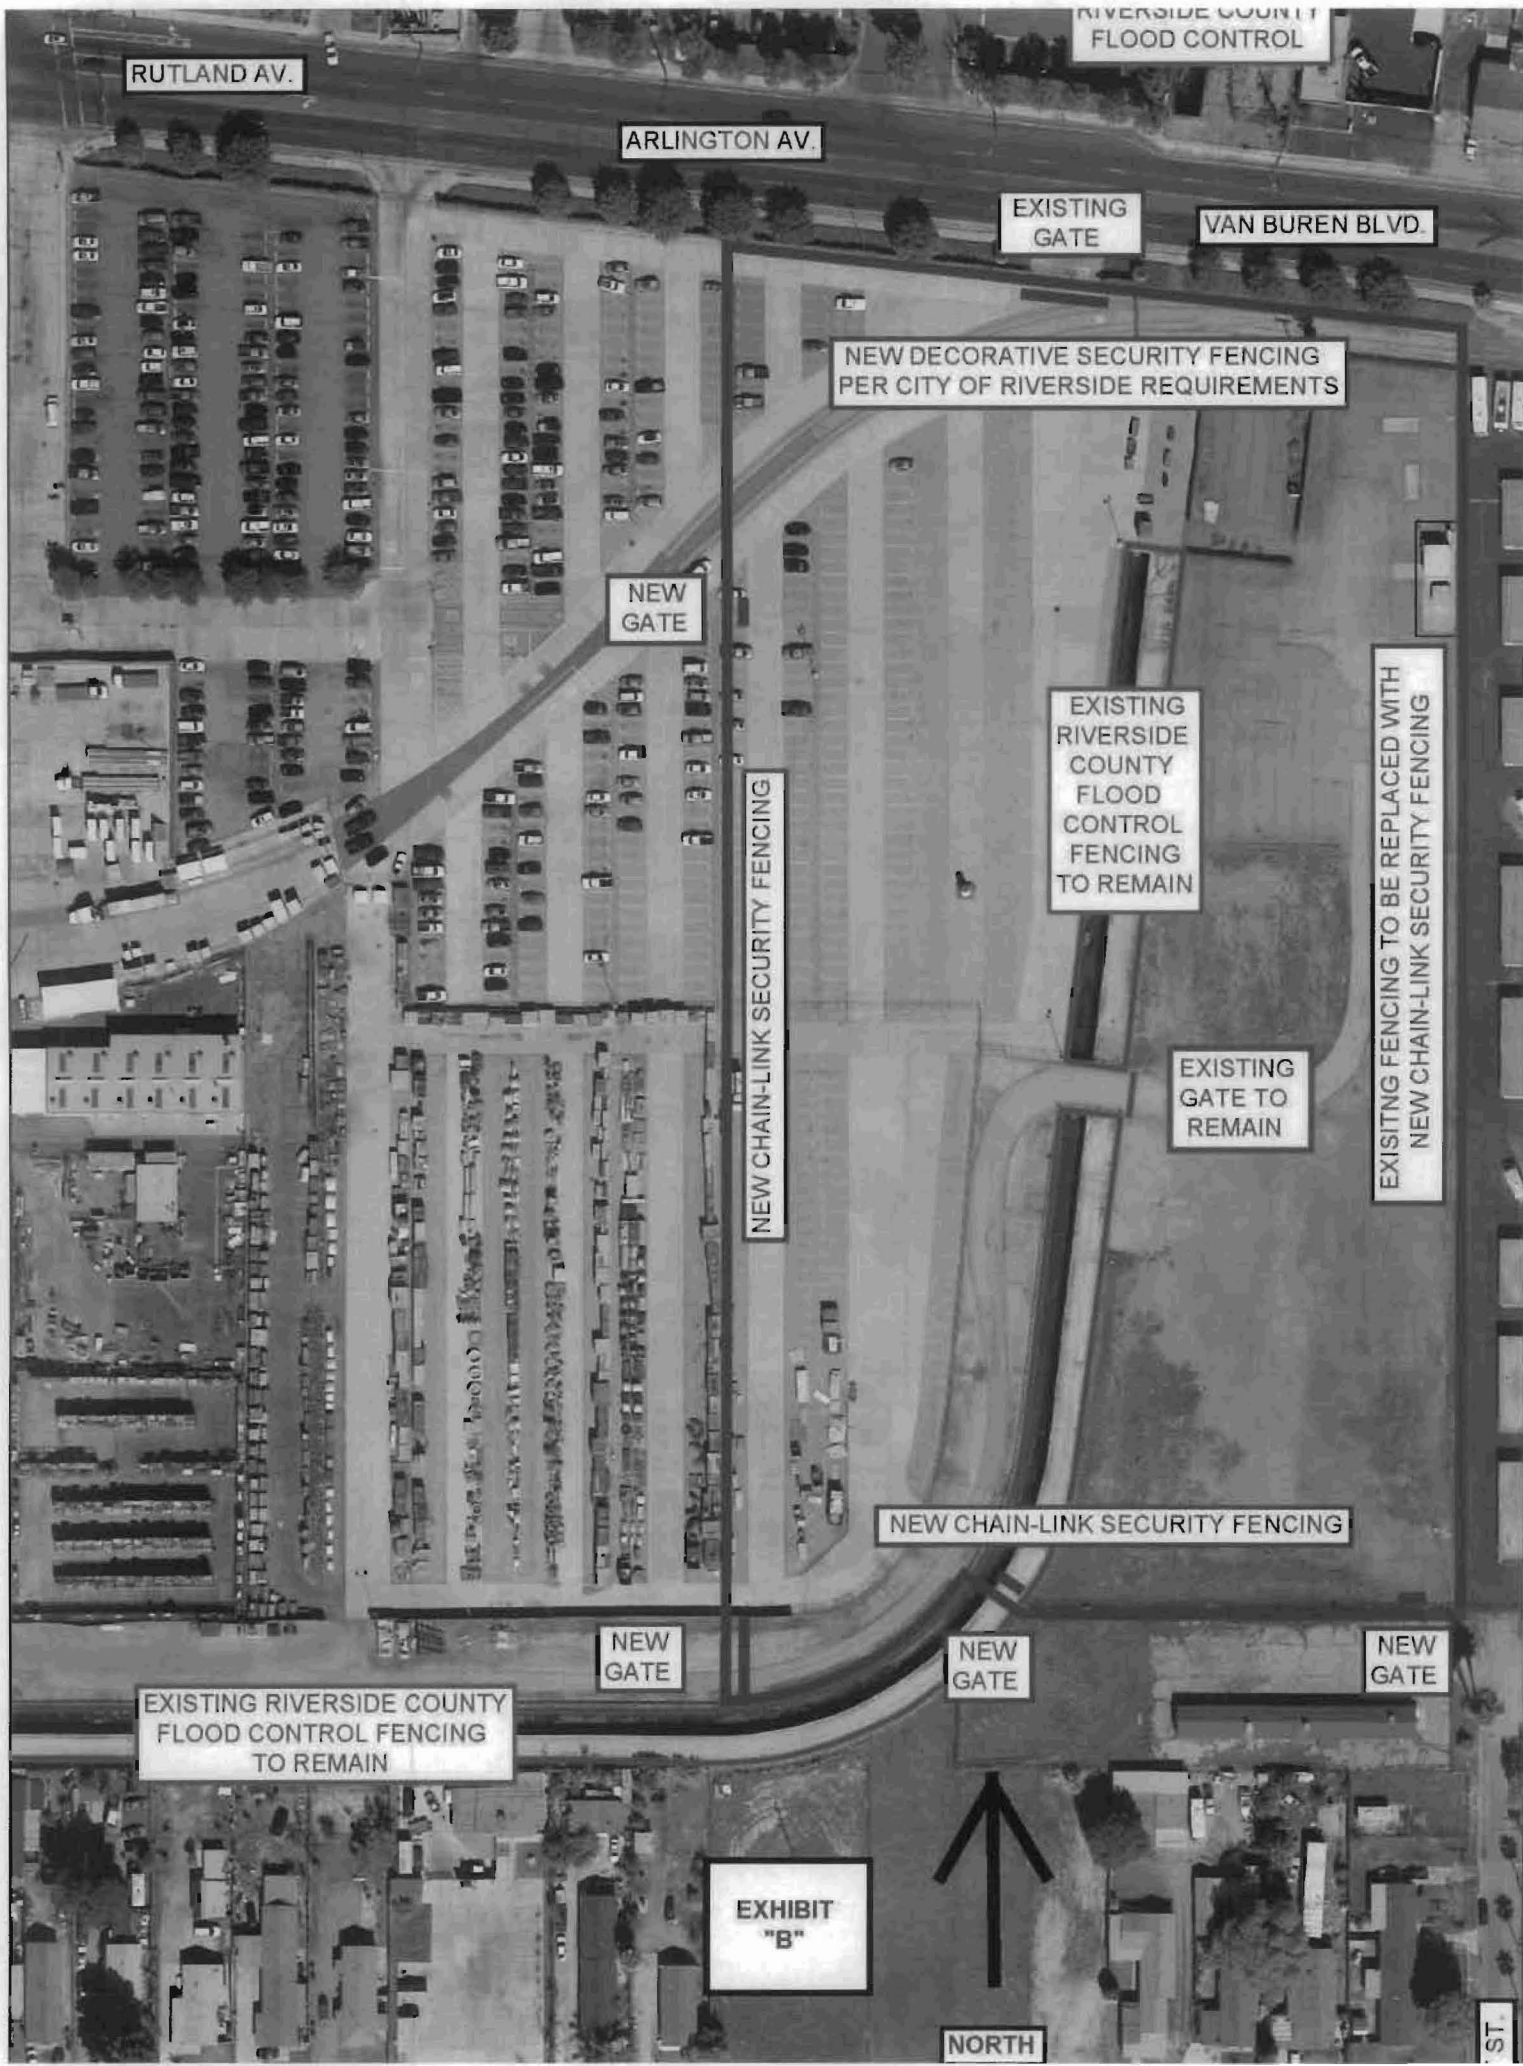 RIVERSIDE COUNTY
FLOOD CONTROL
RUTLAND AV.
ARLINGTON AV.
EXISTING
GATE
VAN BUREN BLVD.
NEW DECORATIVE SECURITY FENCING
PER CITY OF RIVERSIDE REQUIREMENTS
NEW
GATE
EXISTING
RIVERSIDE
COUNTY
FLOOD
CONTROL
FENCING
TO REMAIN
EXISITNG FENCING TO BE REPLACED WITH
NEW CHAIN-LINK SECURITY FENCING
NEW CHAIN-LINK SECURITY FENCING
EXISTING
GATE TO
REMAIN
NEW CHAIN-LINK SECURITY FENCING
NEW
GATE
NEW
GATE
NEW
GATE
EXISTING RIVERSIDE COUNTY
FLOOD CONTROL FENCING
TO REMAIN
EXHIBIT
"B"
NORTH
ST.